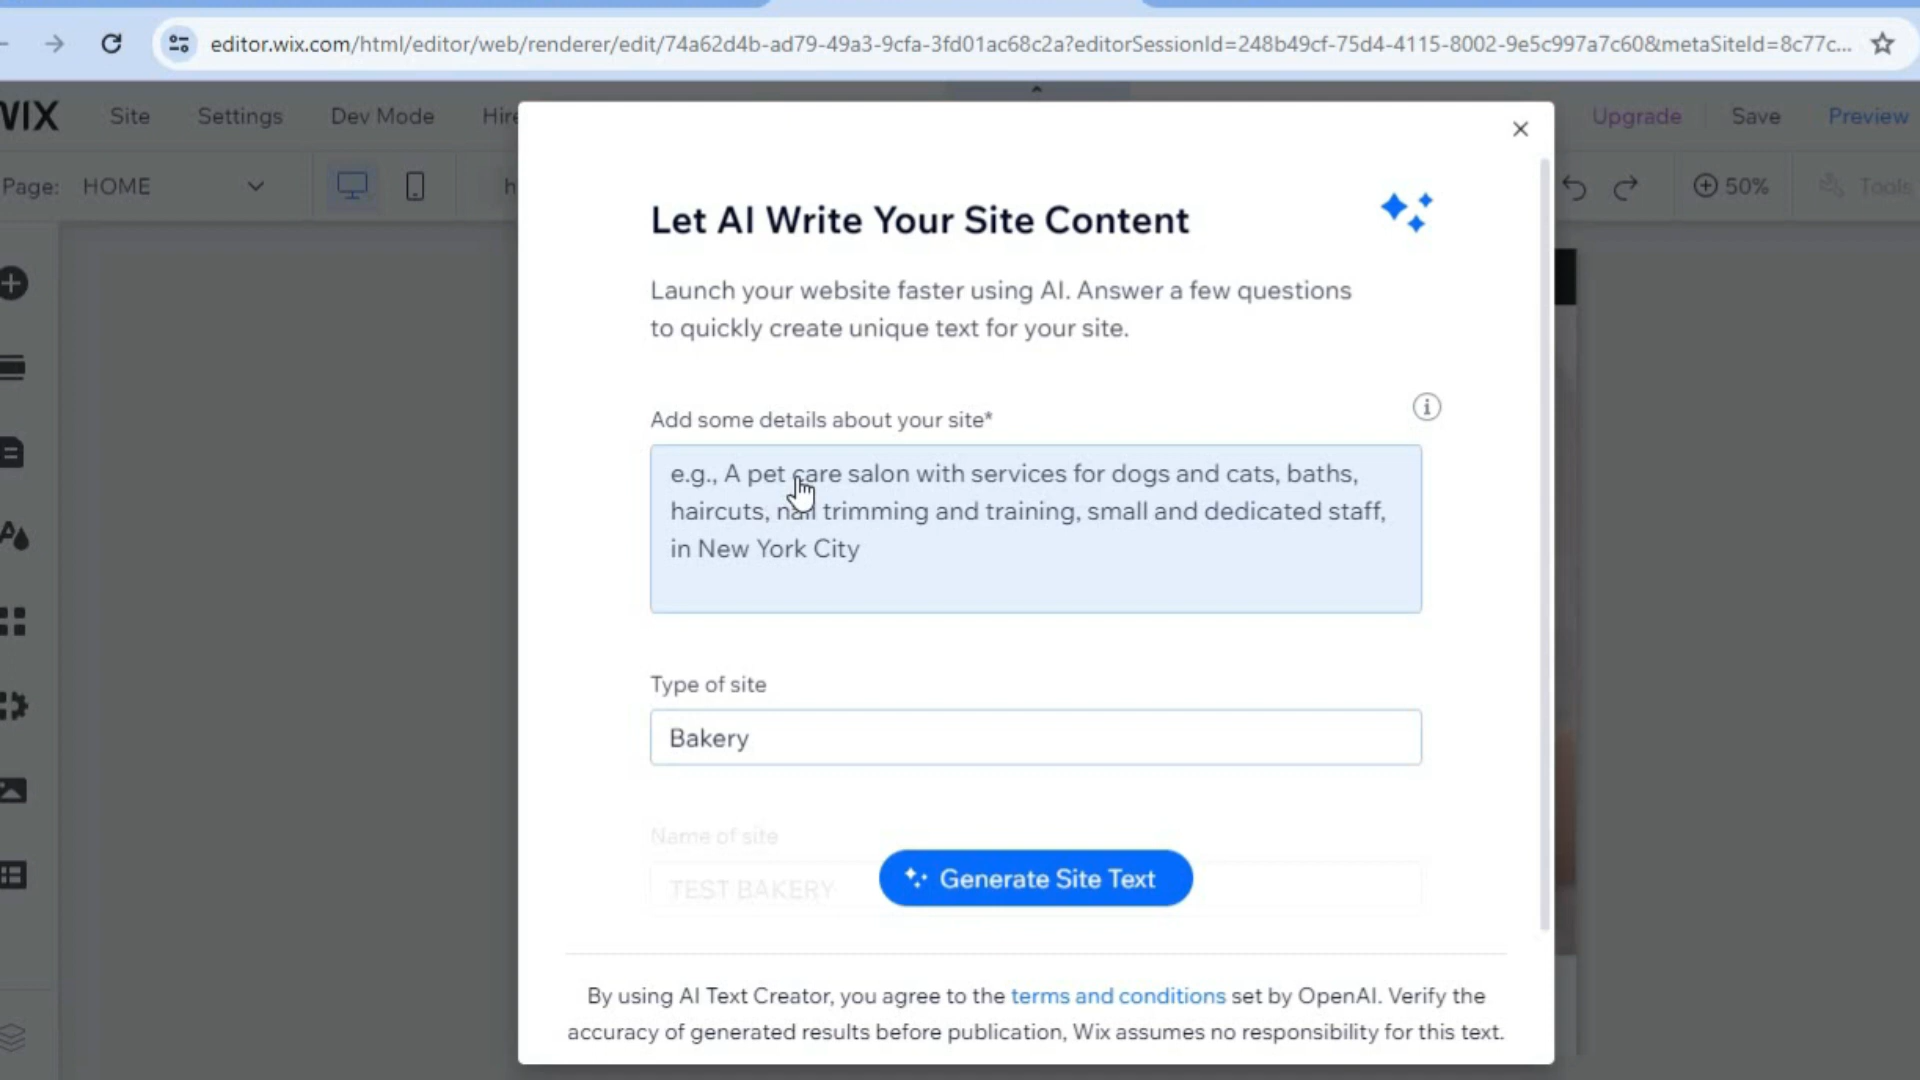 editor.wix.com/html/editor/web/renderer/edit/74a62d4b-ad79-49a3-9cfa-3fd01ac68c2a?editorSessionId=248b49cf-75d4-4115-8002-9e5c997a7c60&metaSiteId=8c77c...
WIX
Site
Settings
Dev Mode
Hire
Upgrade
Save
Preview
Page: HOME
h
50%
Tools
Let AI Write Your Site Content
Launch your website faster using AI. Answer a few questions
to quickly create unique text for your site.
Add some details about your site*
e.g., A pet care salon with services for dogs and cats, baths,
haircuts, nail trimming and training, small and dedicated staff,
in New York City
Type of site
Bakery
Name of site
TEST BAKERY
Generate Site Text
By using AI Text Creator, you agree to the terms and conditions set by OpenAI. Verify the
accuracy of generated results before publication, Wix assumes no responsibility for this text.